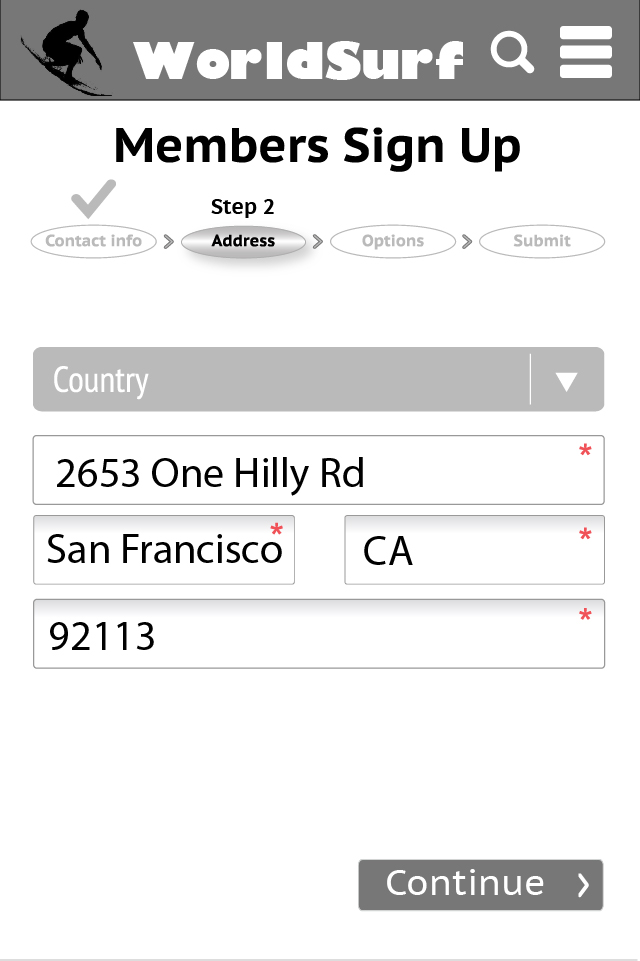 WorldSurf
Members Sign Up
Step 2
Contact info > Address > Options > Submit
Country
2653 One Hilly Rd *
San Francisco * CA *
92113 *
Continue >